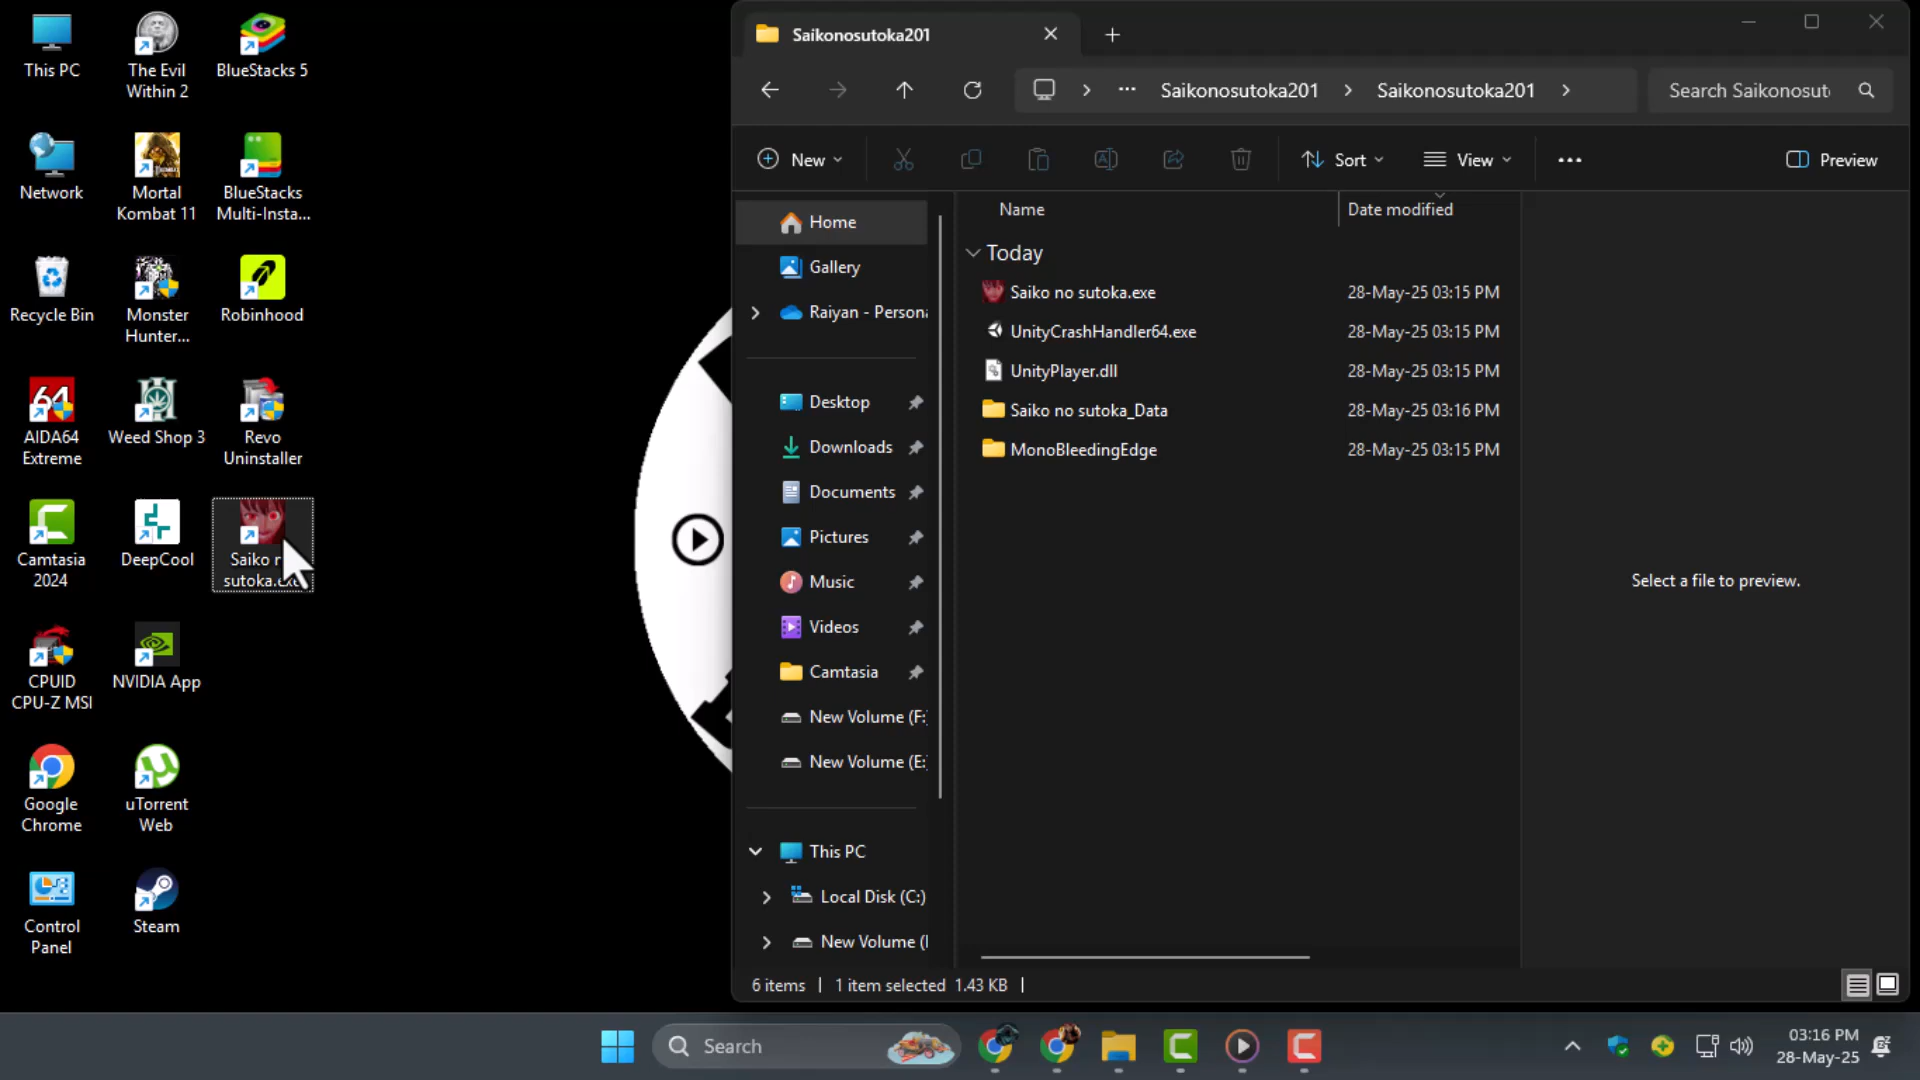 This PC
The Evil
Within 2
BlueStacks 5
Network
Mortal
Kombat 11
BlueStacks
Multi-Insta...
Recycle Bin
Monster
Hunter...
Robinhood
64
AIDA64
Extreme
Weed Shop 3
Revo
Uninstaller
Camtasia
2024
DeepCool
Saiko
sutoka
CPUID
CPU-Z MSI
NVIDIA App
Google
Chrome
uTorrent
Web
Control
Panel
Steam
Saikonosutoka201
... Saikonosutoka201 Saikonosutoka201
Search Saikonosut
New
Sort
View
...
Preview
Home
Gallery
Raiyan - Persona
Desktop
Downloads
Documents
Pictures
Music
Videos
Camtasia
New Volume (F:
New Volume (E:
This PC
Local Disk (C:)
New Volume (
Name Date modified
Today
Saiko no sutoka.exe 28-May-25 03:15 PM
UnityCrashHandler64.exe 28-May-25 03:15 PM
UnityPlayer.dll 28-May-25 03:15 PM
Saiko no sutoka_Data 28-May-25 03:16 PM
MonoBleedingEdge 28-May-25 03:15 PM
Select a file to preview.
6 items | 1 item selected 1.43 KB |
Search
03:16 PM
28-May-25